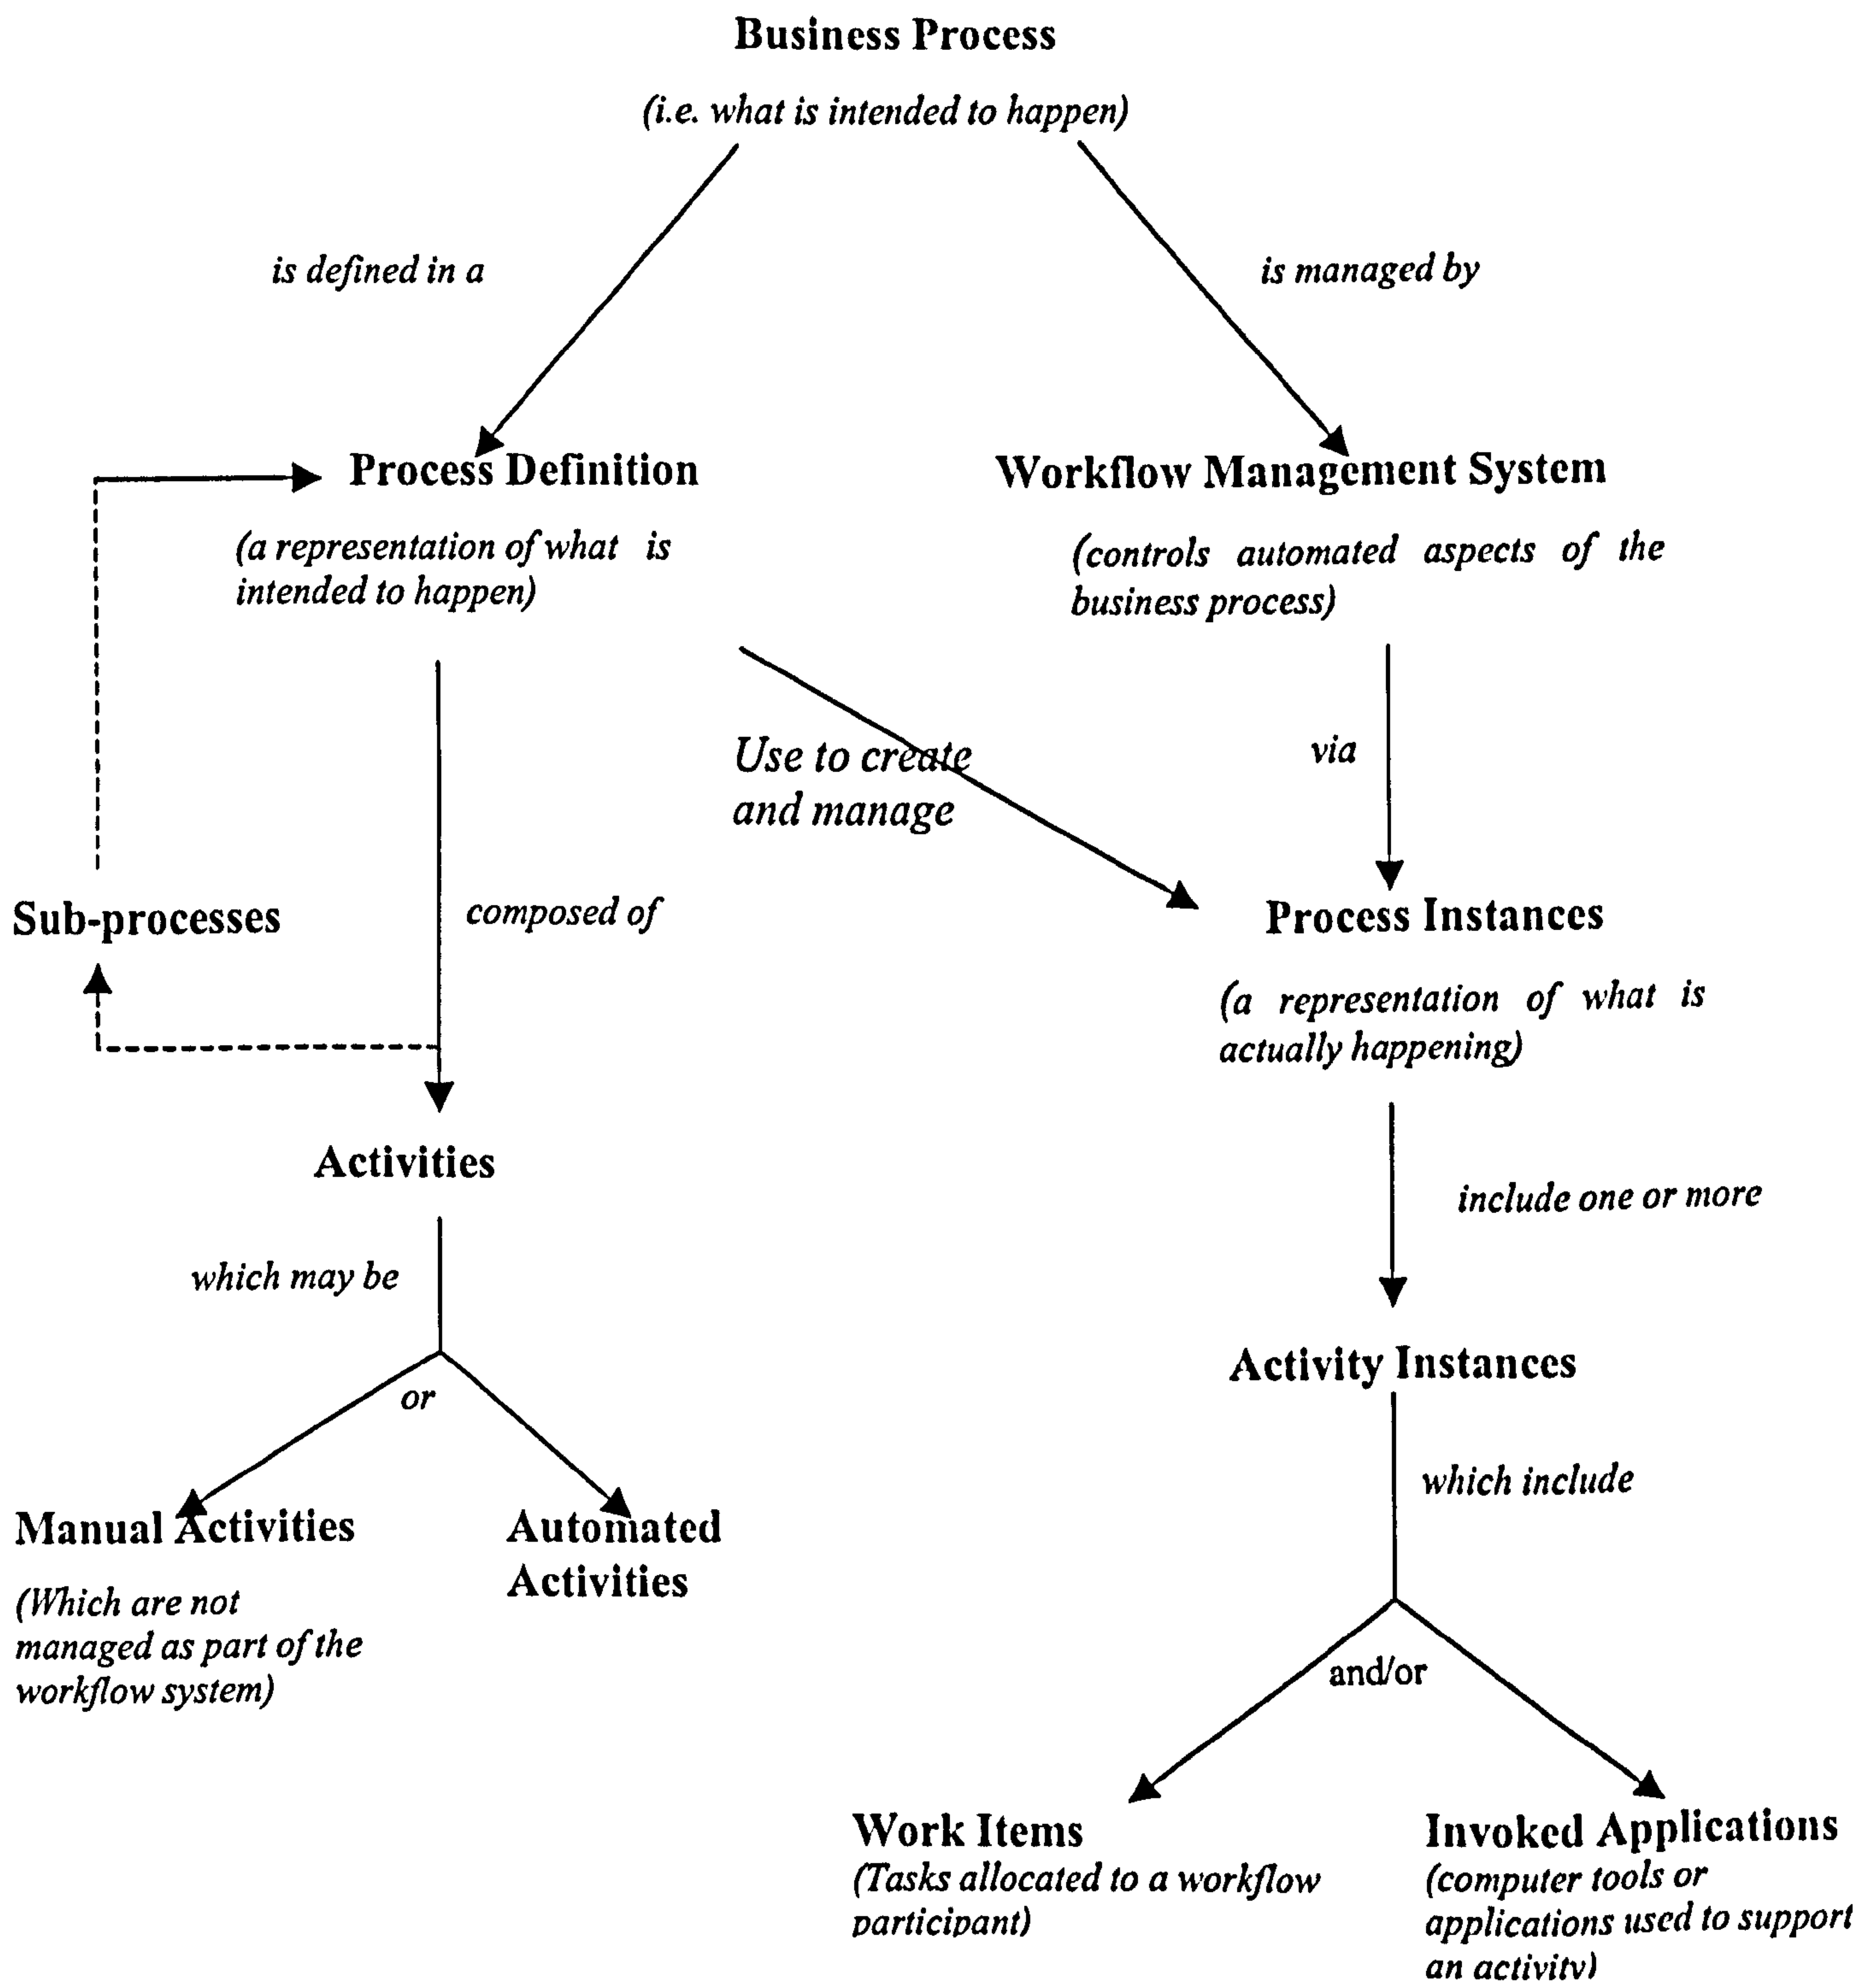 Business Process
(i.e. what is intended to happen)
is defined in a
is managed by
Process Definition
(a representation of what is
intended to happen)
Workflow Management System
(controls automated aspects of the
business process)
Use to create
and manage
via
Sub-processes
composed of
Process Instances
(a representation of what is
actually happening)
Activities
include one or more
which may be
or
Activity Instances
which include
Manual Activities
(Which are not
managed as part of the
workflow system)
Automated
Activities
and/or
Work Items
(Tasks allocated to a workflow
participant)
Invoked Applications
(computer tools or
applications used to support
an activity)